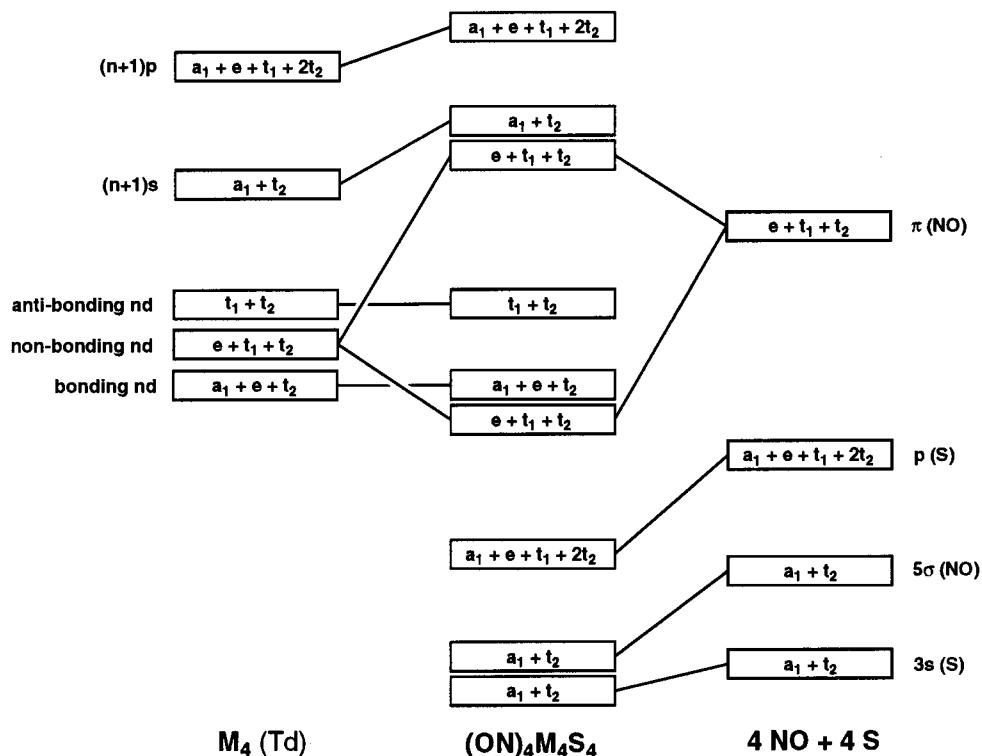 a₁ + e + t₁ + 2t₂
(n+1)p a₁ + e + t₁ + 2t₂
a₁ + t₂
e + t₁ + t₂
(n+1)s a₁ + t₂
e + t₁ + t₂ π (NO)
anti-bonding nd t₁ + t₂ t₁ + t₂
non-bonding nd e + t₁ + t₂
bonding nd a₁ + e + t₂ a₁ + e + t₂
e + t₁ + t₂
a₁ + e + t₁ + 2t₂ p (S)
a₁ + e + t₁ + 2t₂
a₁ + t₂ 5σ (NO)
a₁ + t₂
a₁ + t₂ 3s (S)
a₁ + t₂
M₄ (Td) (ON)₄M₄S₄ 4 NO + 4 S